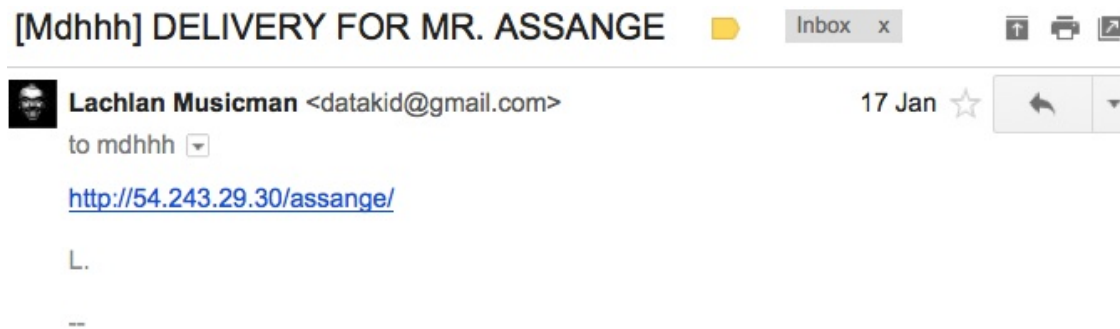 [Mdhhh] DELIVERY FOR MR. ASSANGE Inbox x
Lachlan Musicman <datakid@gmail.com> 17 Jan
to mdhhh
http://54.243.29.30/assange/
L.
--